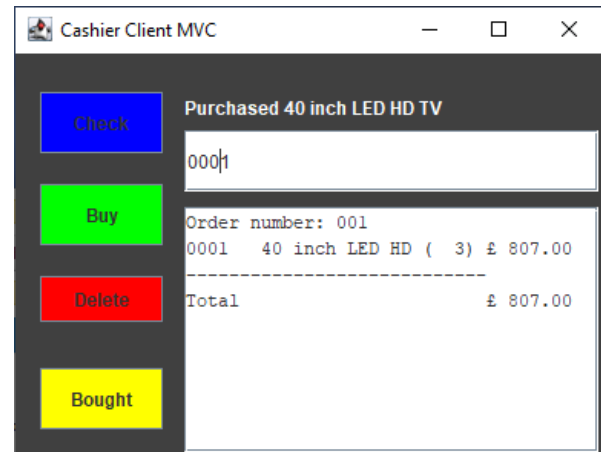 Cashier Client MVC
Check
Purchased 40 inch LED HD TV
0001
Buy
Order number: 001
0001   40 inch LED HD (  3) £ 807.00
----------------------------
Total                       £ 807.00
Delete
Bought